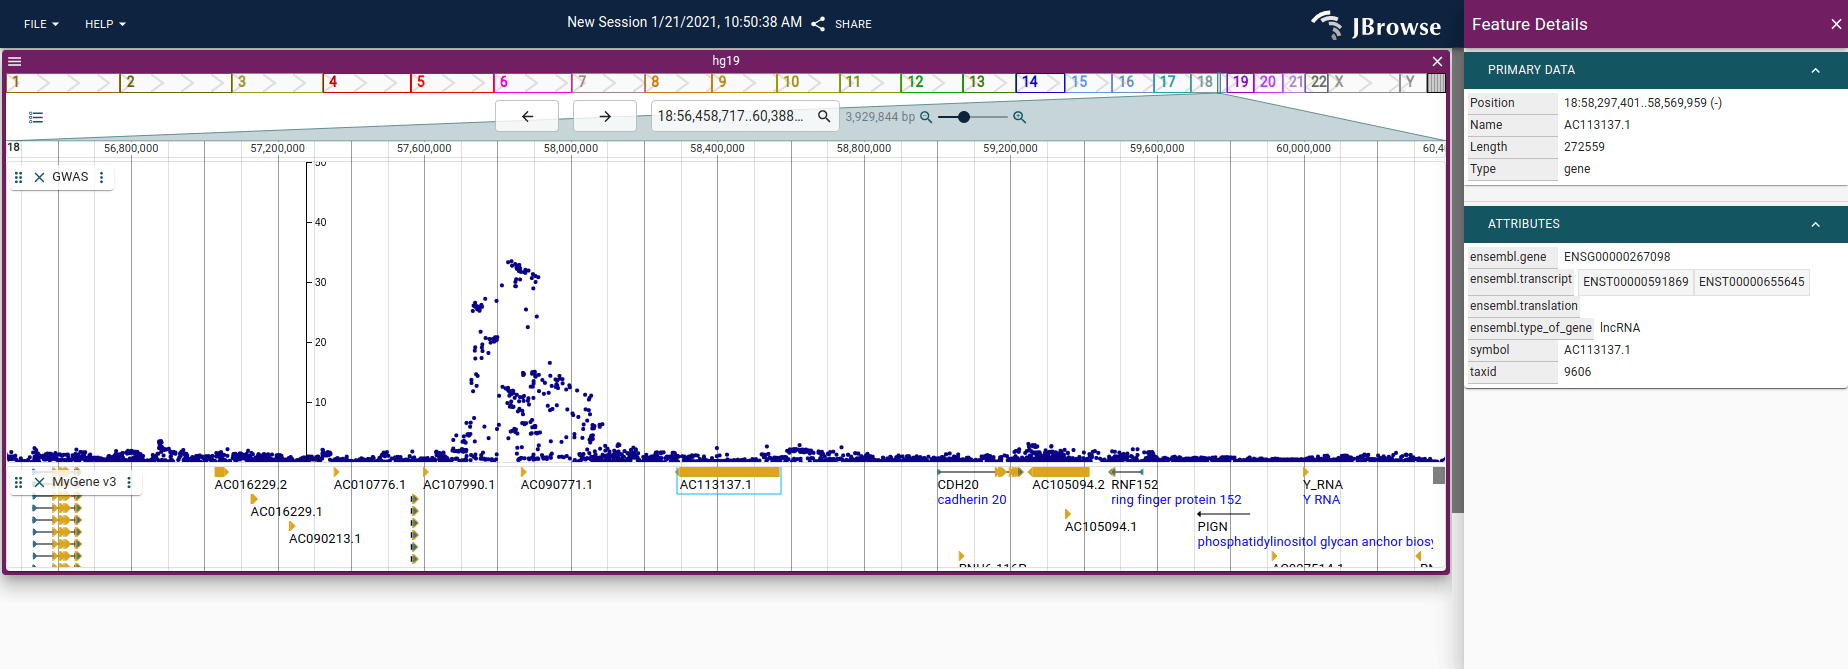 FILE HELP New Session 1/21/2021, 10:50:38 AM SHARE JBrowse
hg19
1 2 3 4 5 6 7 8 9 10 11 12 13 14 15 16 17 18 19 20 21 22 X Y
18:56,458,717..60,388... 3,929,844 bp
18 56,800,000 57,200,000 57,600,000 58,000,000 58,400,000 58,800,000 59,200,000 59,600,000 60,000,000 60,4
GWAS
50
40
30
20
10
MyGene v3
AC016229.2 AC010776.1 AC107990.1 AC090771.1 AC113137.1 CDH20 AC105094.2 RNF152 Y_RNA
cadherin 20 ring finger protein 152 Y RNA
AC016229.1
AC090213.1
AC105094.1 PIGN
phosphatidylinositol glycan anchor biosy
Feature Details
PRIMARY DATA
Position 18:58,297,401..58,569,959 (-)
Name AC113137.1
Length 272559
Type gene
ATTRIBUTES
ensembl.gene ENSG00000267098
ensembl.transcript ENST00000591869 ENST00000655645
ensembl.translation
ensembl.type_of_gene lncRNA
symbol AC113137.1
taxid 9606